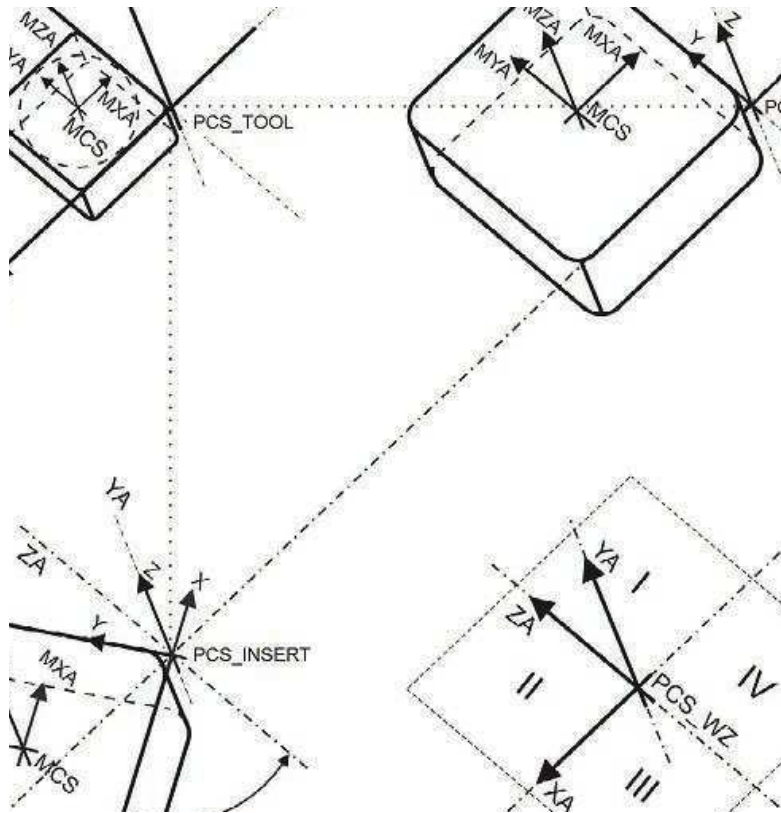 MZA
YA
MXA
MCS
PCS_TOOL
MZA
MXA
MYA
MCS
Z
Y
YA
ZA
Z
X
Y
PCS_INSERT
MXA
MCS
YA
I
ZA
II
PCS_WZ
IV
XA
III